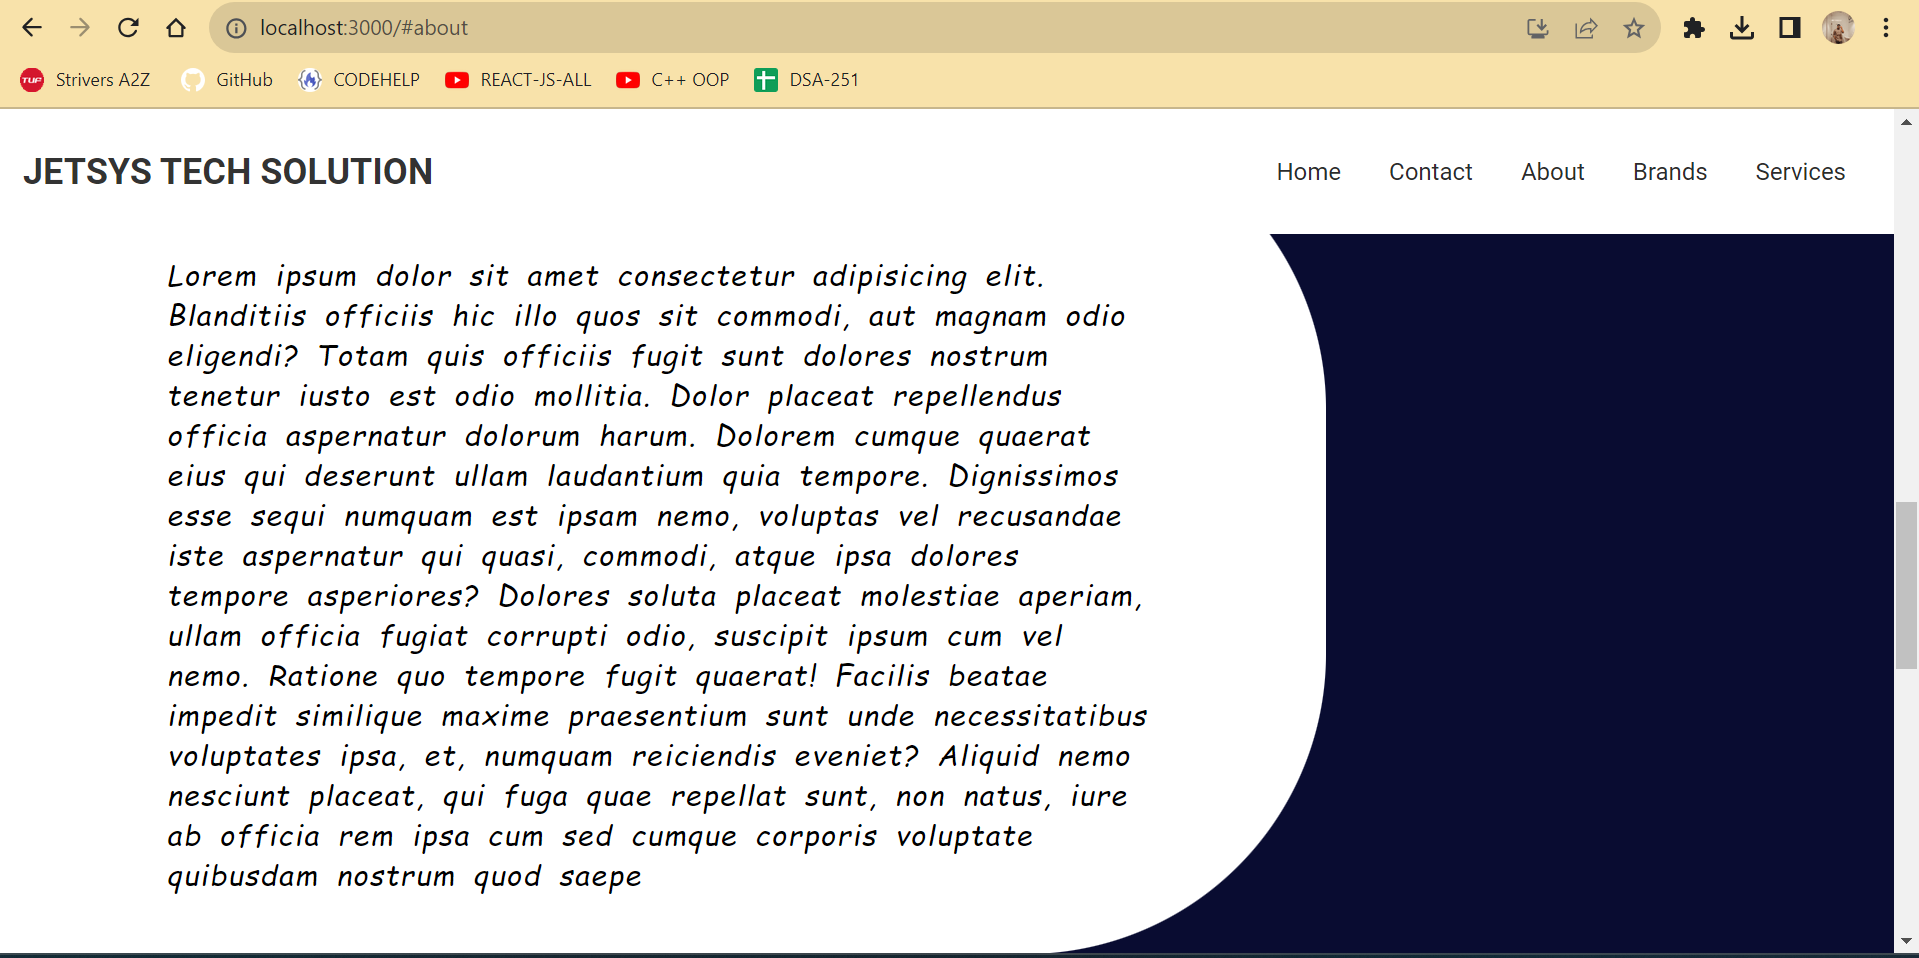 localhost:3000/#about
TUF Strivers A2Z GitHub CODEHELP REACT-JS-ALL C++ OOP DSA-251
JETSYS TECH SOLUTION
Home Contact About Brands Services
Lorem ipsum dolor sit amet consectetur adipisicing elit.
Blanditiis officiis hic illo quos sit commodi, aut magnam odio
eligendi? Totam quis officiis fugit sunt dolores nostrum
tenetur iusto est odio mollitia. Dolor placeat repellendus
officia aspernatur dolorum harum. Dolorem cumque quaerat
eius qui deserunt ullam laudantium quia tempore. Dignissimos
esse sequi numquam est ipsam nemo, voluptas vel recusandae
iste aspernatur qui quasi, commodi, atque ipsa dolores
tempore asperiores? Dolores soluta placeat molestiae aperiam,
ullam officia fugiat corrupti odio, suscipit ipsum cum vel
nemo. Ratione quo tempore fugit quaerat! Facilis beatae
impedit similique maxime praesentium sunt unde necessitatibus
voluptates ipsa, et, numquam reiciendis eveniet? Aliquid nemo
nesciunt placeat, qui fuga quae repellat sunt, non natus, iure
ab officia rem ipsa cum sed cumque corporis voluptate
quibusdam nostrum quod saepe